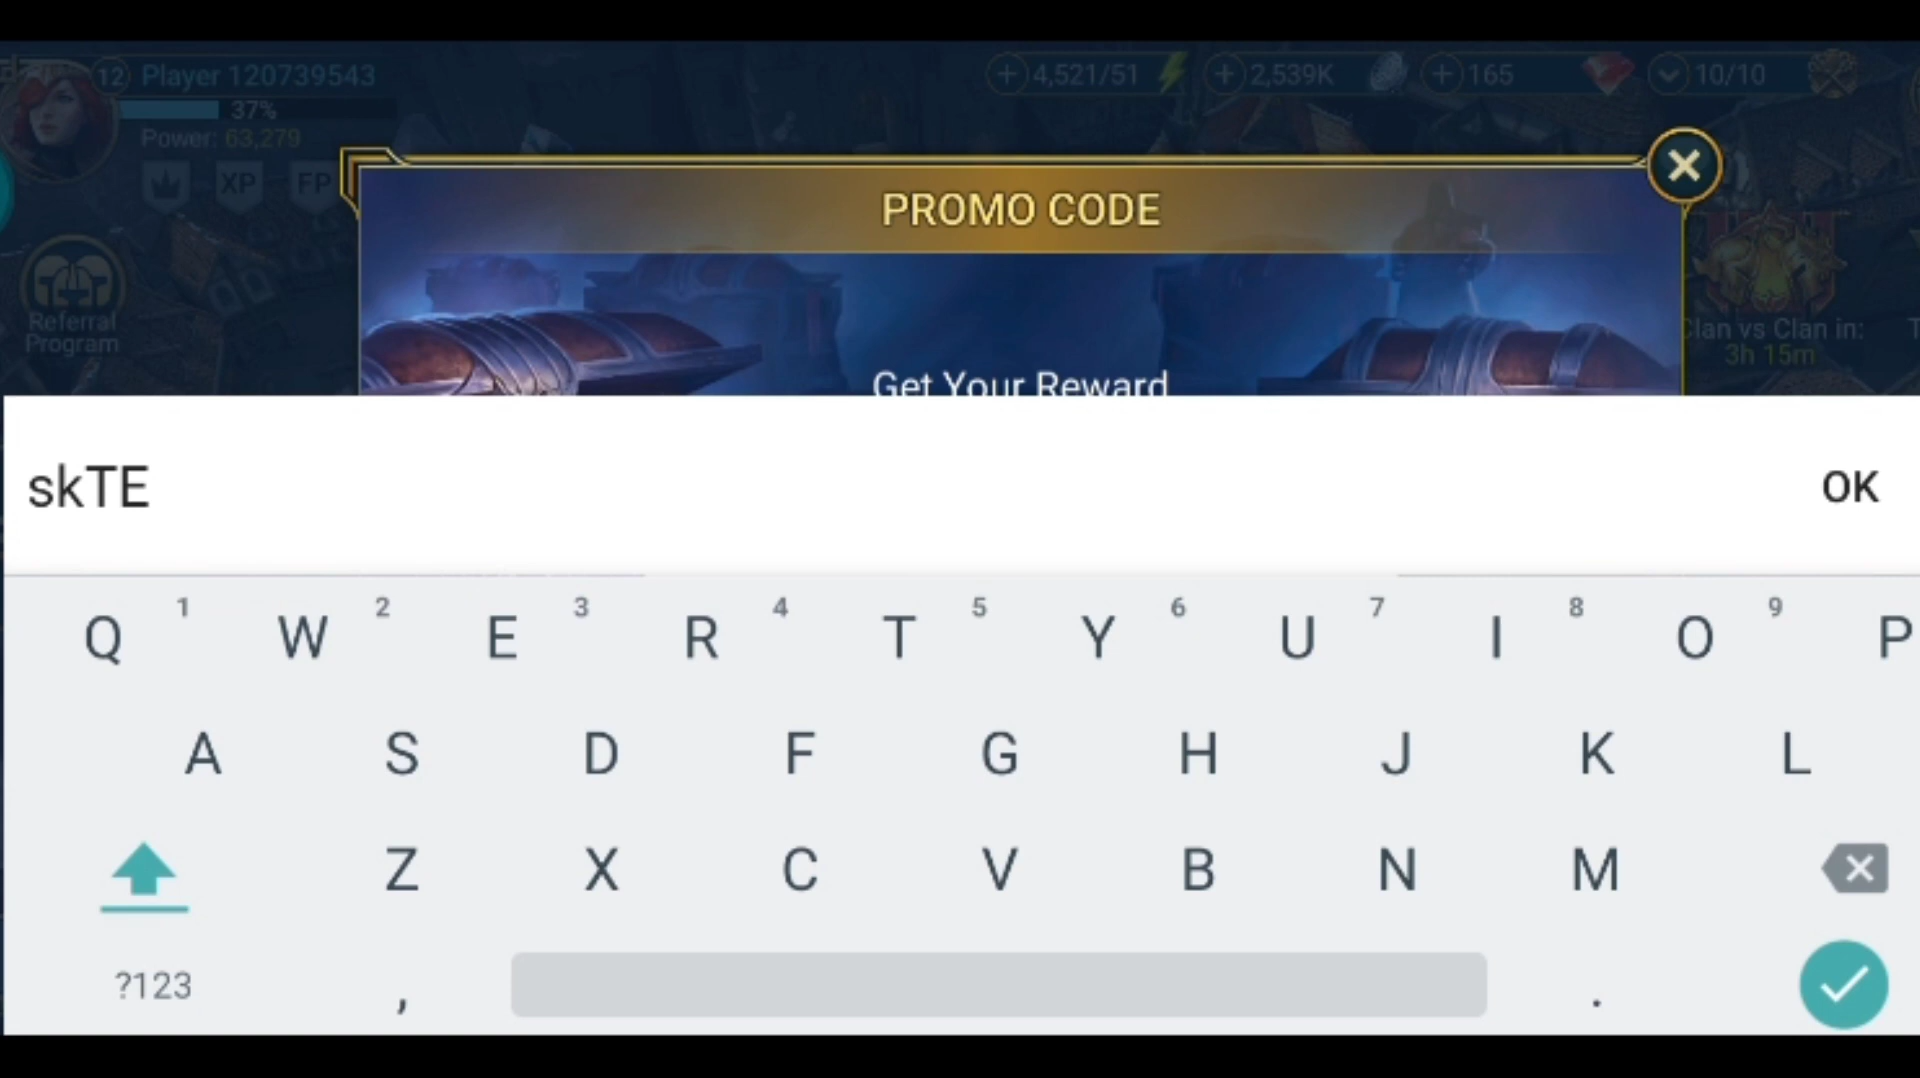 12 Player 120739543
37%
Power: 63,279
XP FP
4,521/51
2,539K
165
10/10
PROMO CODE
Referral
Program
Clan vs Clan in:
3h 15m
Get Your Reward
skTE
OK
1 2 3 4 5 6 7 8 9
Q W E R T Y U I O P
A S D F G H J K L
Z X C V B N M
?123 , .